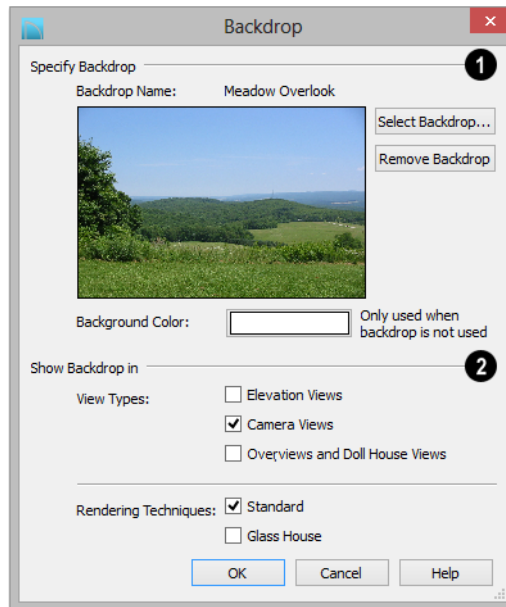 Backdrop
Specify Backdrop 1
Backdrop Name: Meadow Overlook
Select Backdrop...
Remove Backdrop
Background Color: Only used when
backdrop is not used
Show Backdrop in 2
View Types: Elevation Views
Camera Views
Overviews and Doll House Views
Rendering Techniques: Standard
Glass House
OK Cancel Help